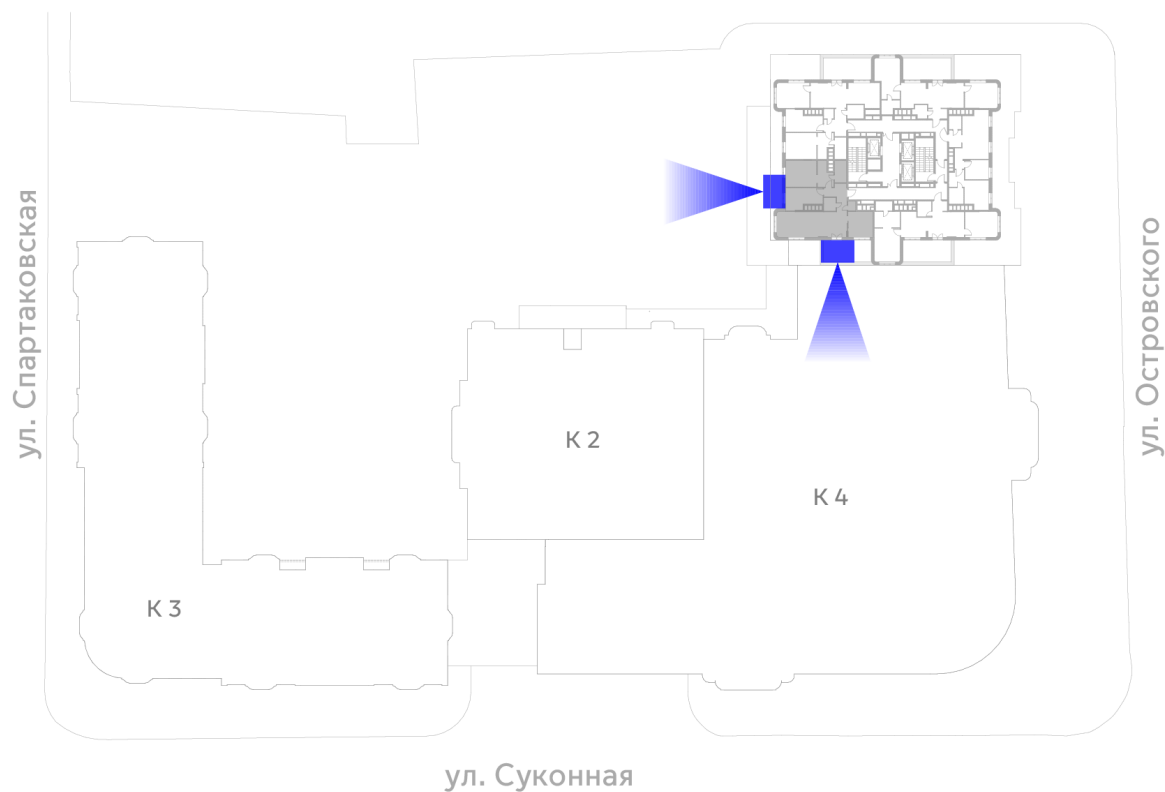 ул. Спартаковская
ул. Островского
К 2
К 4
К 3
ул. Суконная